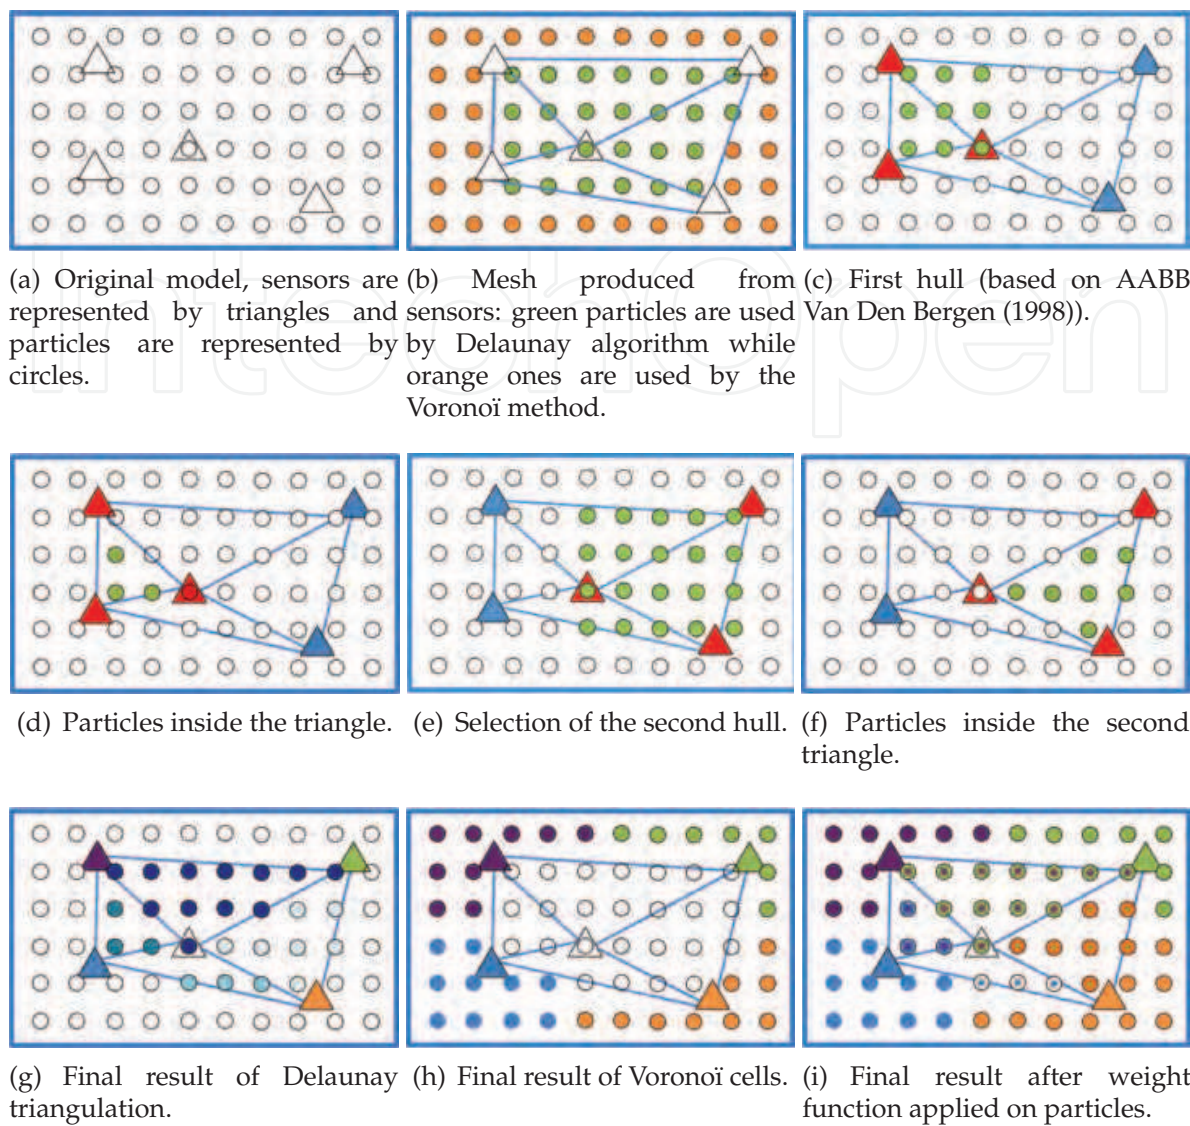 (a) Original model, sensors are
represented by triangles and
particles are represented by
circles.
(b) Mesh produced from
sensors: green particles are used
by Delaunay algorithm while
orange ones are used by the
Voronoï method.
(c) First hull (based on AABB
Van Den Bergen (1998)).
IntechOpen
(d) Particles inside the triangle.
(e) Selection of the second hull.
(f) Particles inside the second
triangle.
(g) Final result of Delaunay
triangulation.
(h) Final result of Voronoï cells.
(i) Final result after weight
function applied on particles.